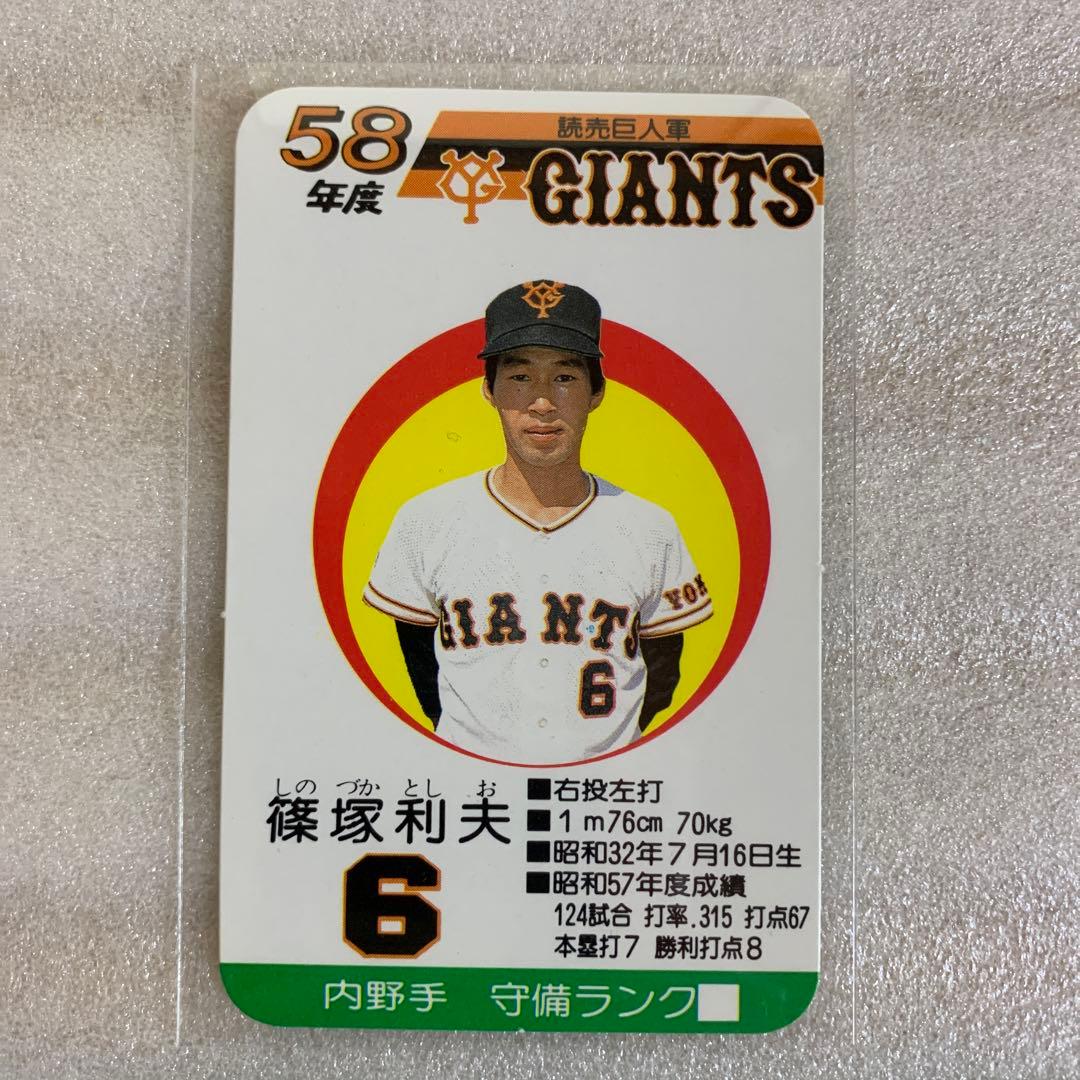 58
年度
読売巨人軍
YG GIANTS
YG
YOM
GIANTS
6
しの づか とし お
篠塚利夫
6
■右投左打
■1m76cm 70kg
■昭和32年7月16日生
■昭和57年度成績
124試合 打率.315 打点67
本塁打7 勝利打点8
内野手 守備ランク